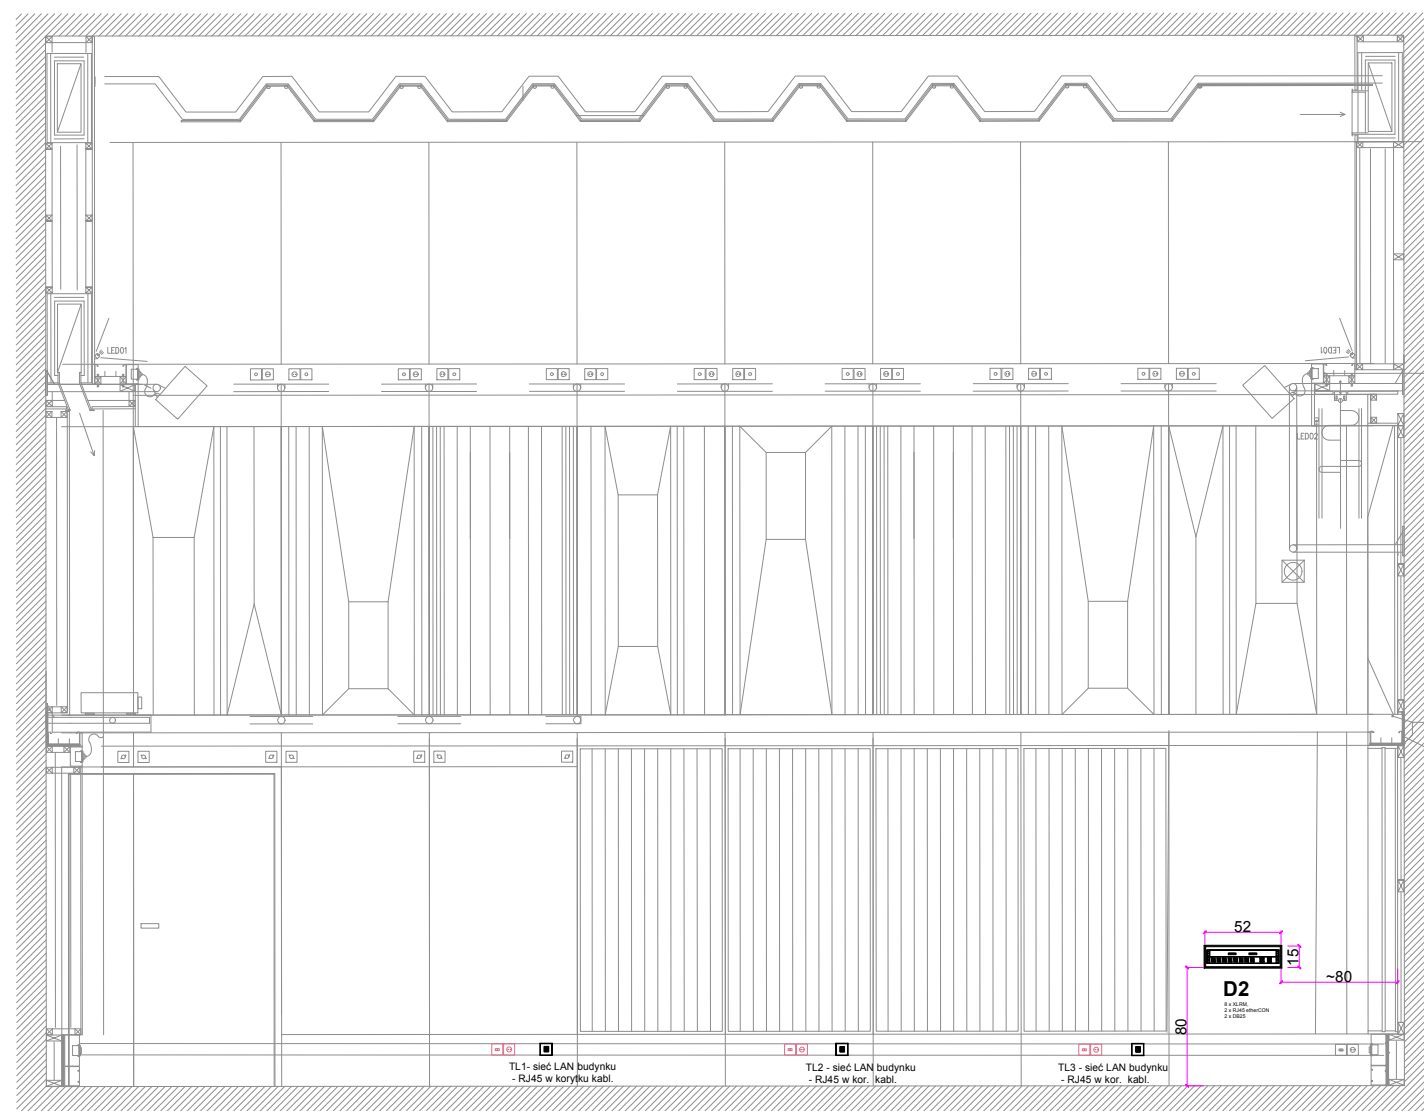 LED01
LED01
LED02
52
15
~80
D2
8 x XLRM,
2 x RJ45 etherCON
2 x DB25
80
TL1- sieć LAN budynku
- RJ45 w korytku kabl.
TL2 - sieć LAN budynku
- RJ45 w kor. kabl.
TL3 - sieć LAN budynku
- RJ45 w kor. kabl.